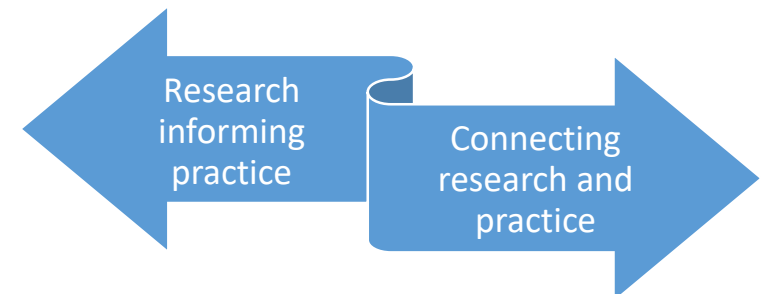 Research
informing
practice
Connecting
research and
practice